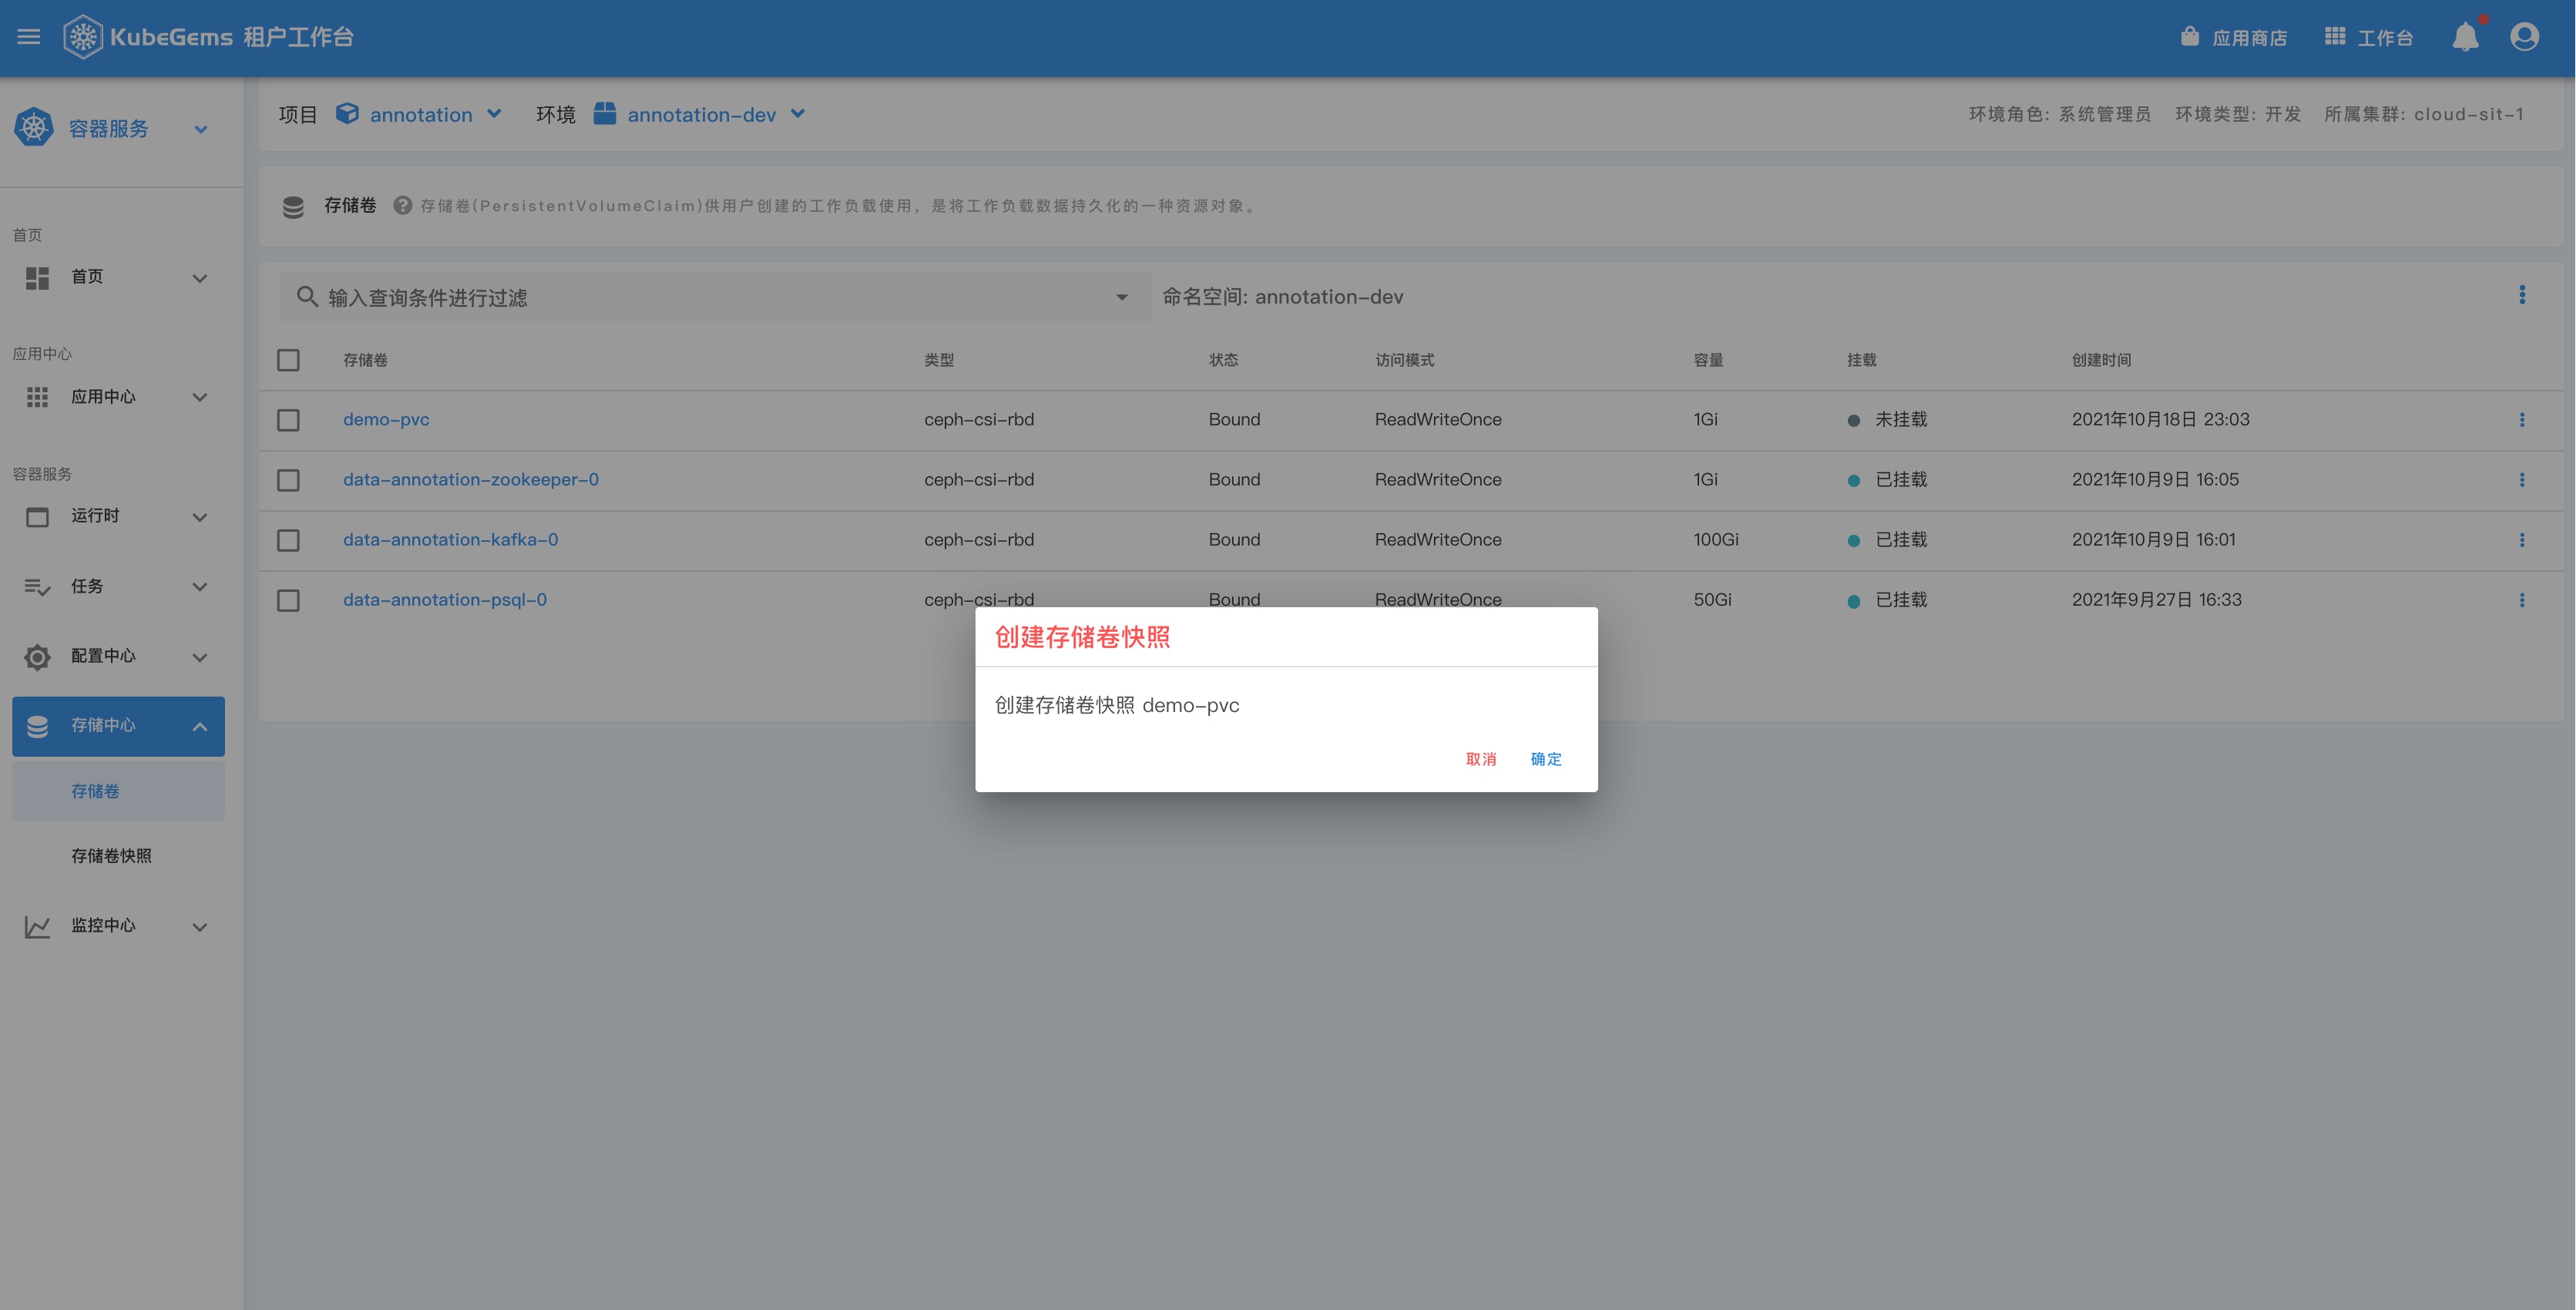 KubeGems 租户工作台
应用商店
工作台
容器服务
项目 annotation 环境 annotation-dev
环境角色: 系统管理员 环境类型: 开发 所属集群: cloud-sit-1
存储卷 存储卷(PersistentVolumeClaim)供用户创建的工作负载使用，是将工作负载数据持久化的一种资源对象。
首页
首页
应用中心
应用中心
容器服务
运行时
任务
配置中心
存储中心
存储卷
存储卷快照
监控中心
输入查询条件进行过滤 命名空间: annotation-dev
存储卷 类型 状态 访问模式 容量 挂载 创建时间
demo-pvc ceph-csi-rbd Bound ReadWriteOnce 1Gi 未挂载 2021年10月18日 23:03
data-annotation-zookeeper-0 ceph-csi-rbd Bound ReadWriteOnce 1Gi 已挂载 2021年10月9日 16:05
data-annotation-kafka-0 ceph-csi-rbd Bound ReadWriteOnce 100Gi 已挂载 2021年10月9日 16:01
data-annotation-psql-0 ceph-csi-rbd Bound ReadWriteOnce 50Gi 已挂载 2021年9月27日 16:33
创建存储卷快照
创建存储卷快照 demo-pvc
取消 确定